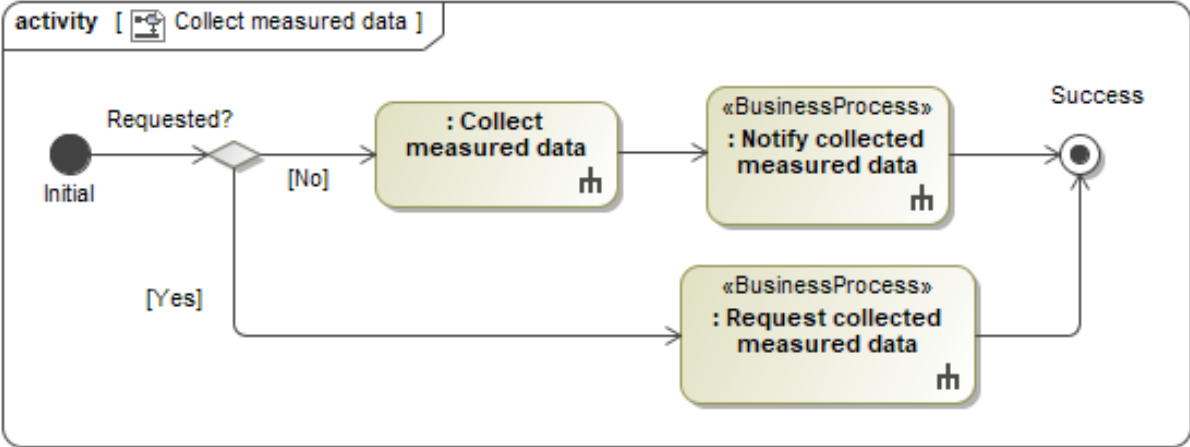 activity [ Collect measured data ]
Success
Requested?
: Collect
measured data
«BusinessProcess»
: Notify collected
measured data
Initial
[No]
[Yes]
«BusinessProcess»
: Request collected
measured data